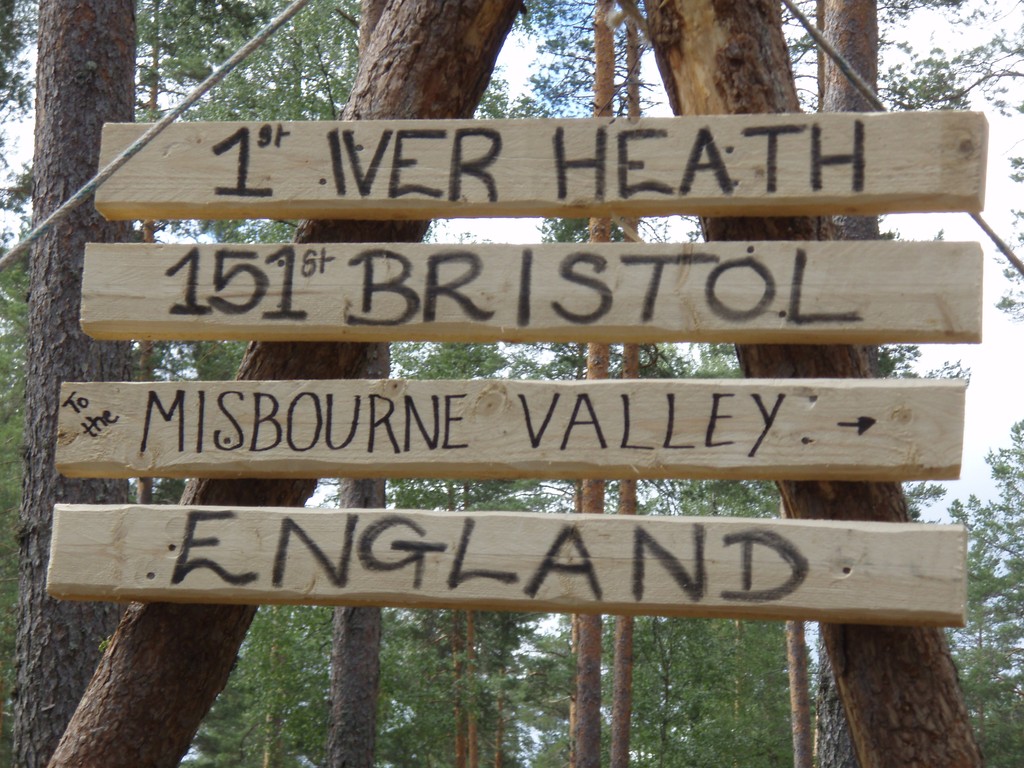 1st IVER HEATH
151st BRISTOL
To the MISBOURNE VALLEY →
ENGLAND